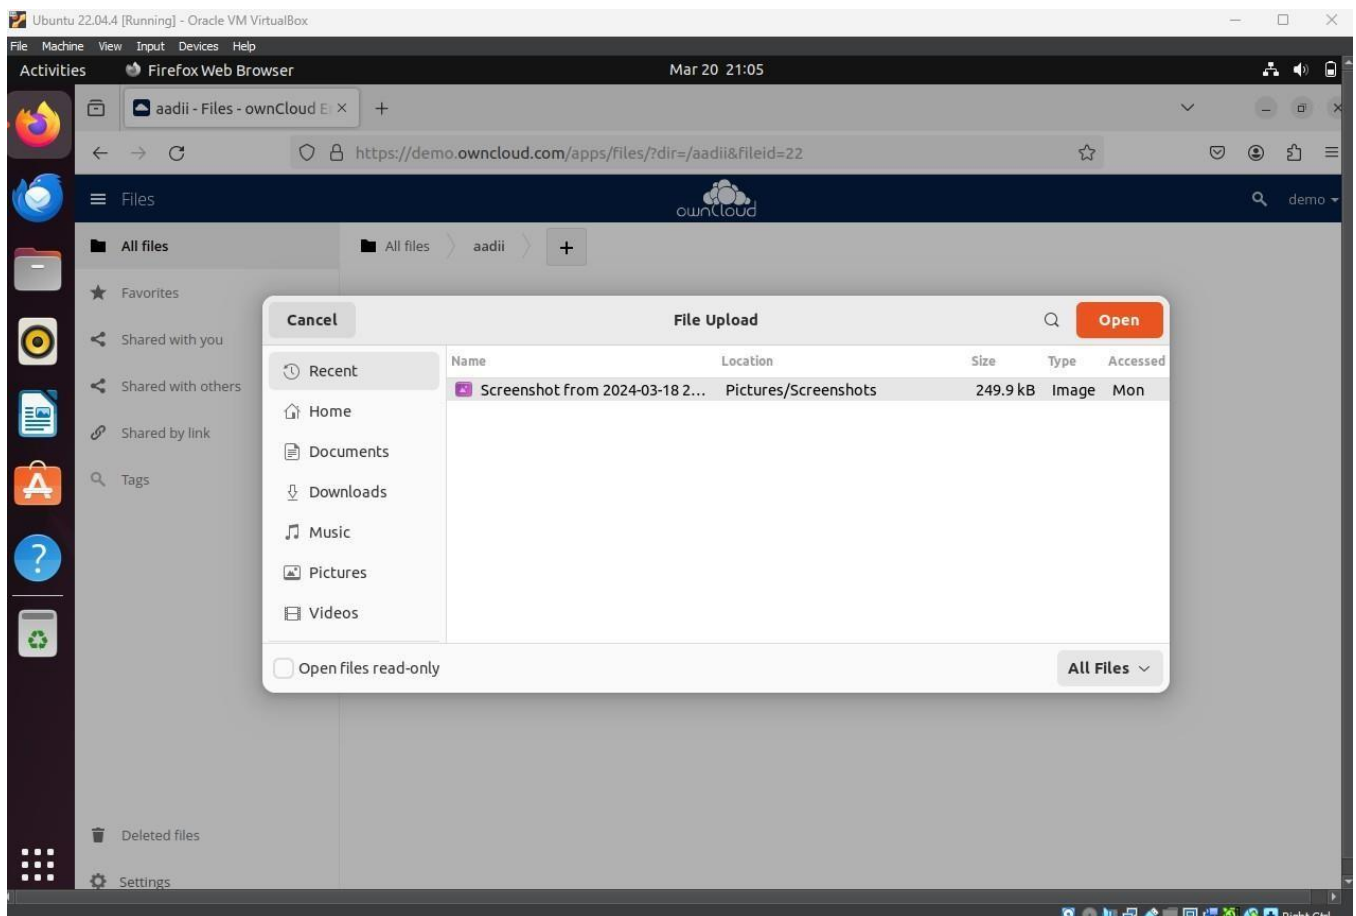 Ubuntu 22.04.4 [Running] - Oracle VM VirtualBox
File Machine View Input Devices Help
Activities Firefox Web Browser Mar 20 21:05
aadii - Files - ownCloud E
https://demo.owncloud.com/apps/files/?dir=/aadii&fileid=22
Files ownCloud demo
All files All files aadii +
Favorites
Shared with you
Shared with others
Shared by link
Tags
Cancel File Upload Open
Recent
Home
Documents
Downloads
Music
Pictures
Videos
Name Location Size Type Accessed
Screenshot from 2024-03-18 2... Pictures/Screenshots 249.9 kB Image Mon
Open files read-only All Files
Deleted files
Settings
Right Ctrl